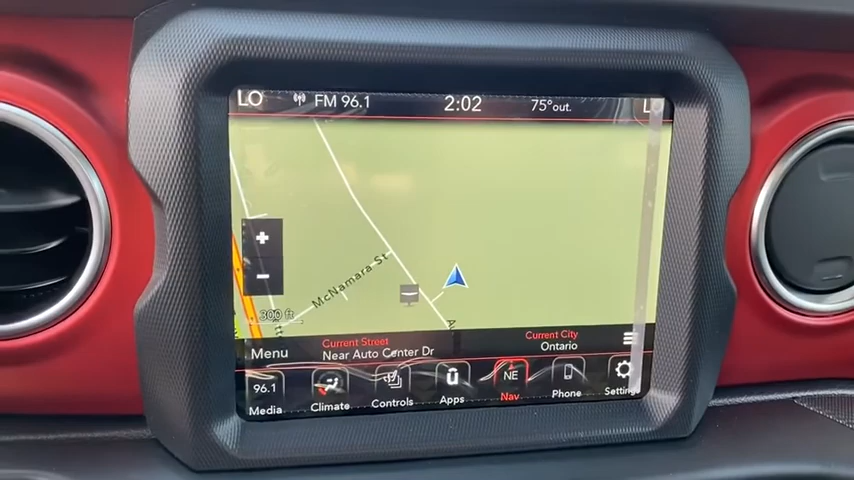 LO FM 96.1 2:02 75°out. LO
+
−
McNamara St
300 ft
Menu
Current Street
Near Auto Center Dr
Current City
Ontario
96.1 NE
Media Climate Controls Apps Nav Phone Settings